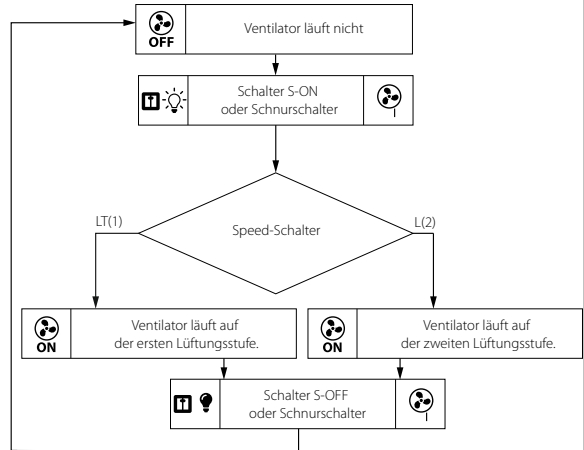 OFF
Ventilator läuft nicht
Schalter S-ON
oder Schnurschalter
Speed-Schalter
LT(1)
L(2)
ON
Ventilator läuft auf
der ersten Lüftungsstufe.
ON
Ventilator läuft auf
der zweiten Lüftungsstufe.
Schalter S-OFF
oder Schnurschalter